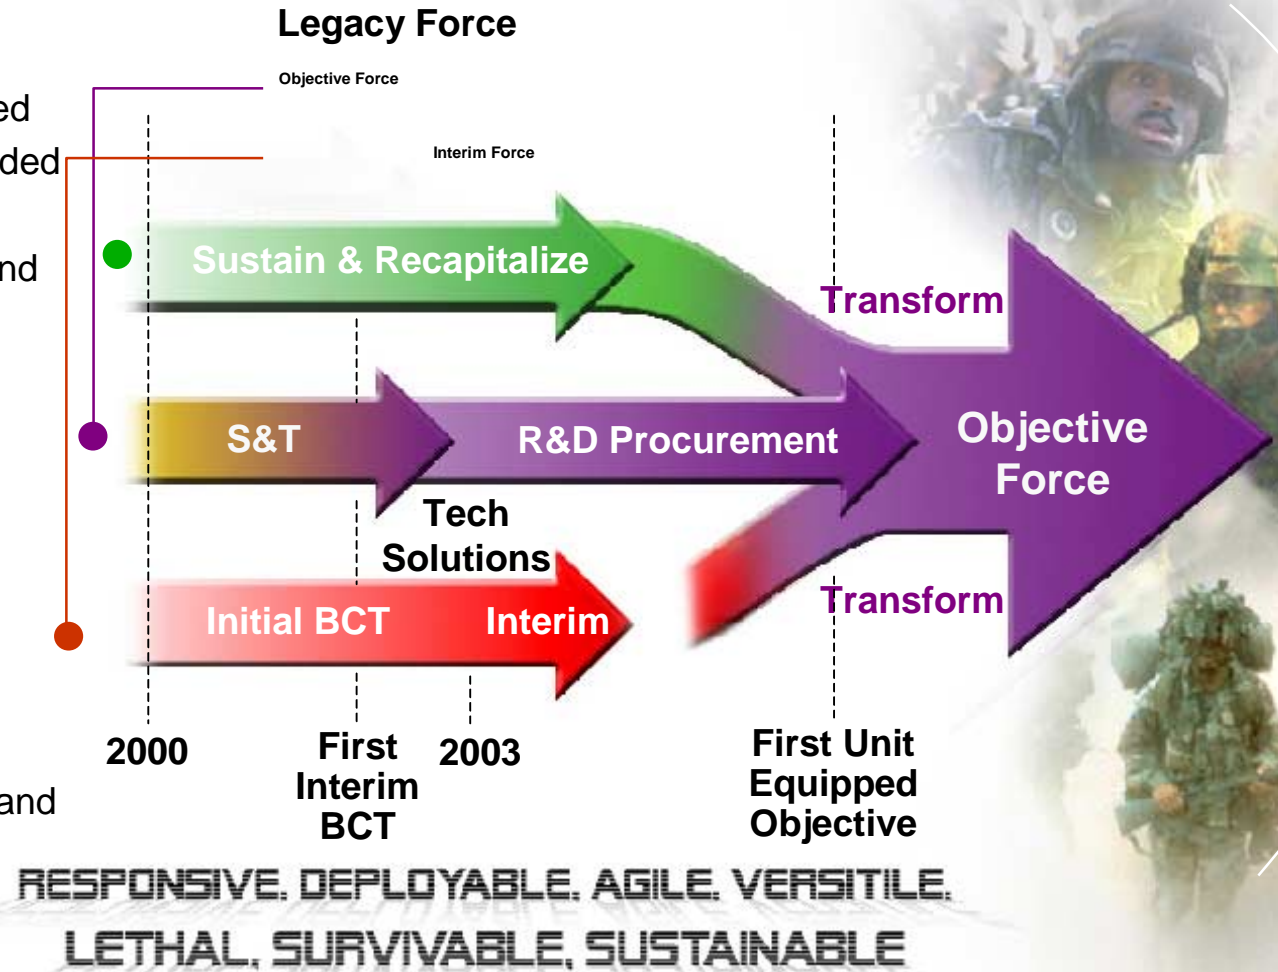 Legacy Force
Objective Force
ed
ded
Interim Force
nd
Sustain & Recapitalize
Transform
S&T
R&D Procurement
Objective
Force
Tech
Solutions
Initial BCT
Interim
Transform
2000
First
Interim
BCT
2003
First Unit
Equipped
Objective
and
RESPONSIVE, DEPLOYABLE, AGILE, VERSITILE,
LETHAL, SURVIVABLE, SUSTAINABLE